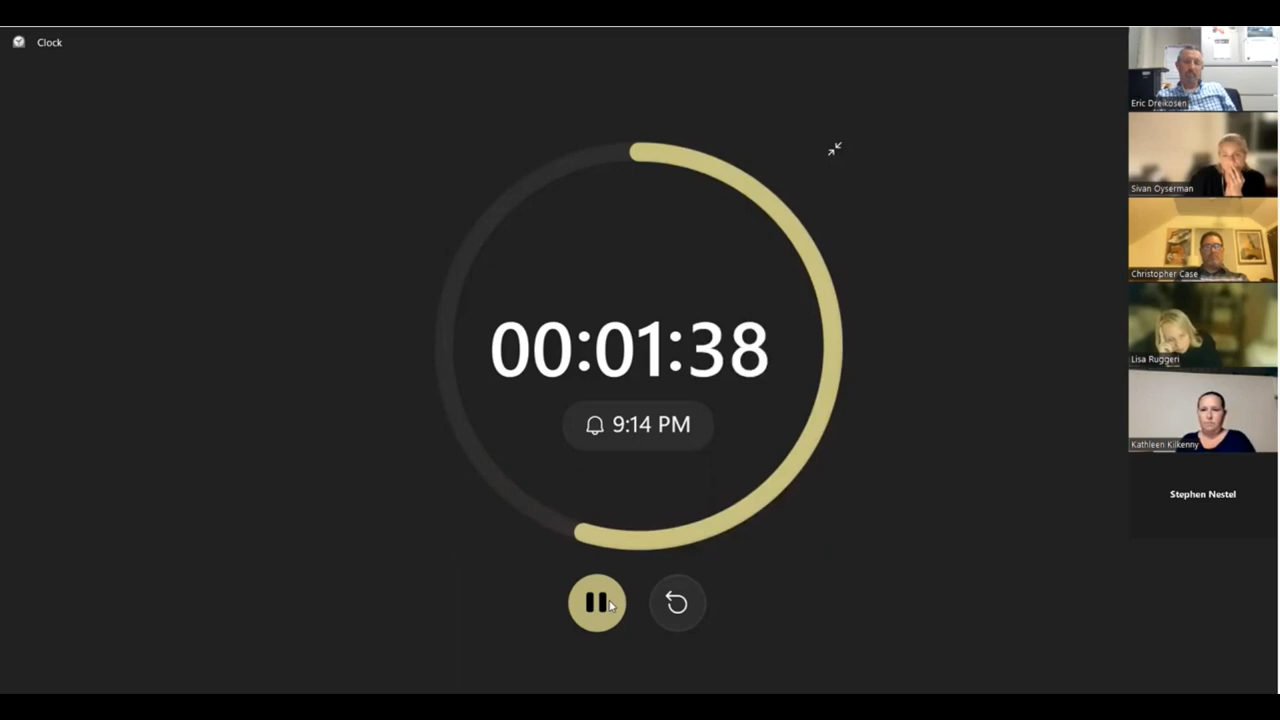 Clock
00:01:38
9:14 PM
Eric Dreikosen
Sivan Oyserman
Christopher Case
Lisa Ruggeri
Kathleen Kilkenny
Stephen Nestel